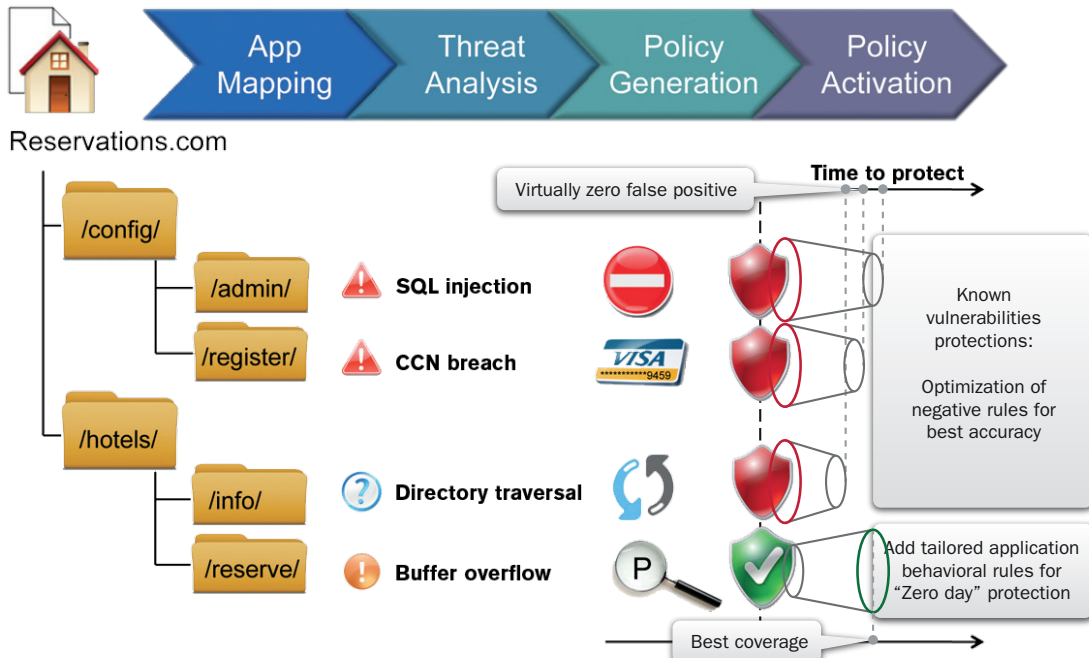 App
Mapping
Threat
Analysis
Policy
Generation
Policy
Activation
Reservations.com
Time to protect
Virtually zero false positive
/config/
/admin/
SQL injection
/register/
CCN breach
VISA
***********9459
Known
vulnerabilities
protections:
Optimization of
negative rules for
best accuracy
/hotels/
/info/
?
Directory traversal
/reserve/
Buffer overflow
P
Add tailored application
behavioral rules for
“Zero day” protection
Best coverage